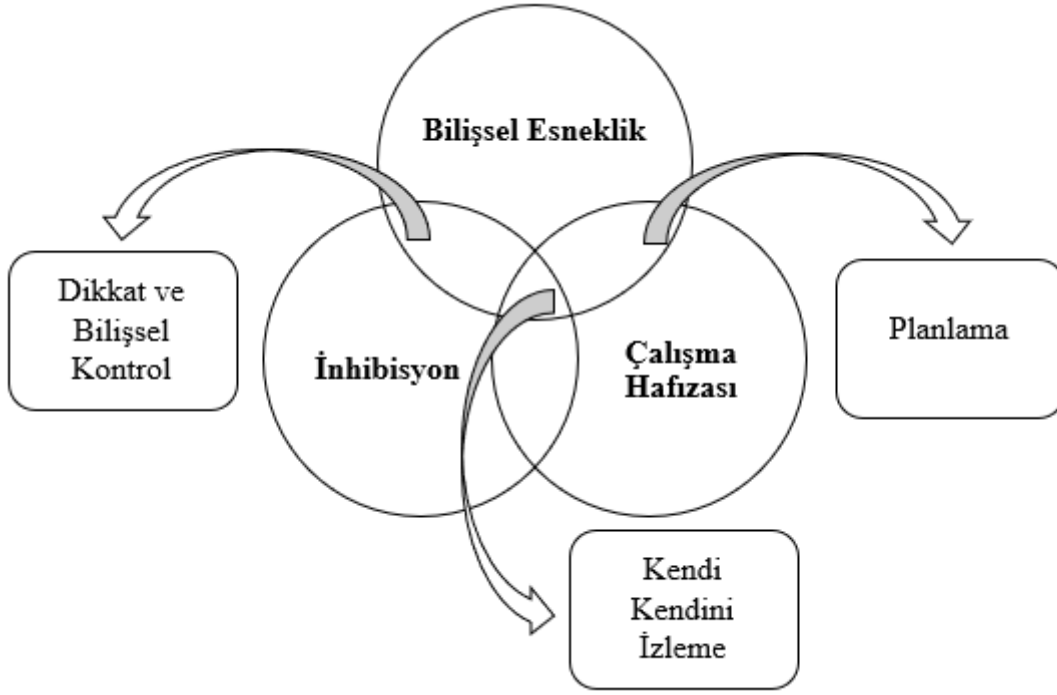 Bilişsel Esneklik
Dikkat ve
Bilişsel
Kontrol
İnhibisyon
Çalışma
Hafızası
Planlama
Kendi
Kendini
İzleme